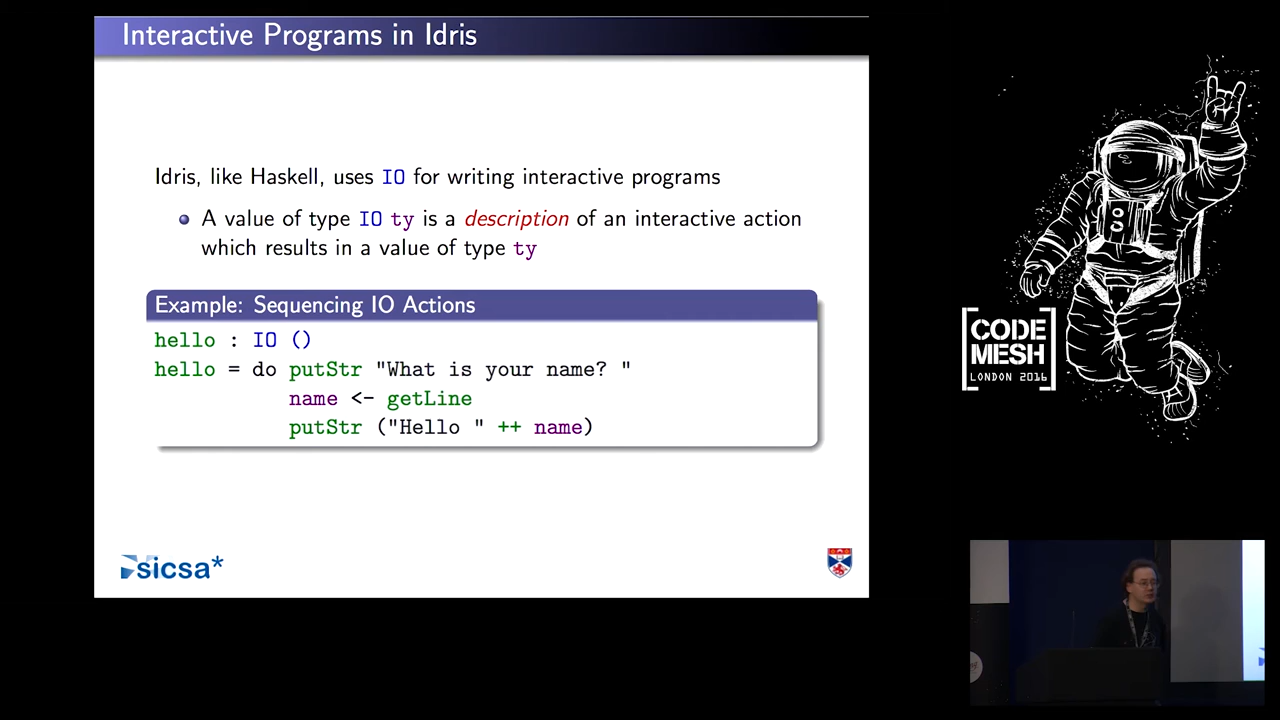 Interactive Programs in Idris
Idris, like Haskell, uses IO for writing interactive programs
A value of type IO ty is a description of an interactive action
which results in a value of type ty
Example: Sequencing IO Actions
hello : IO ()
hello = do putStr "What is your name? "
name <- getLine
putStr ("Hello " ++ name)
sicsa*
CODE
MESH
LONDON 2016